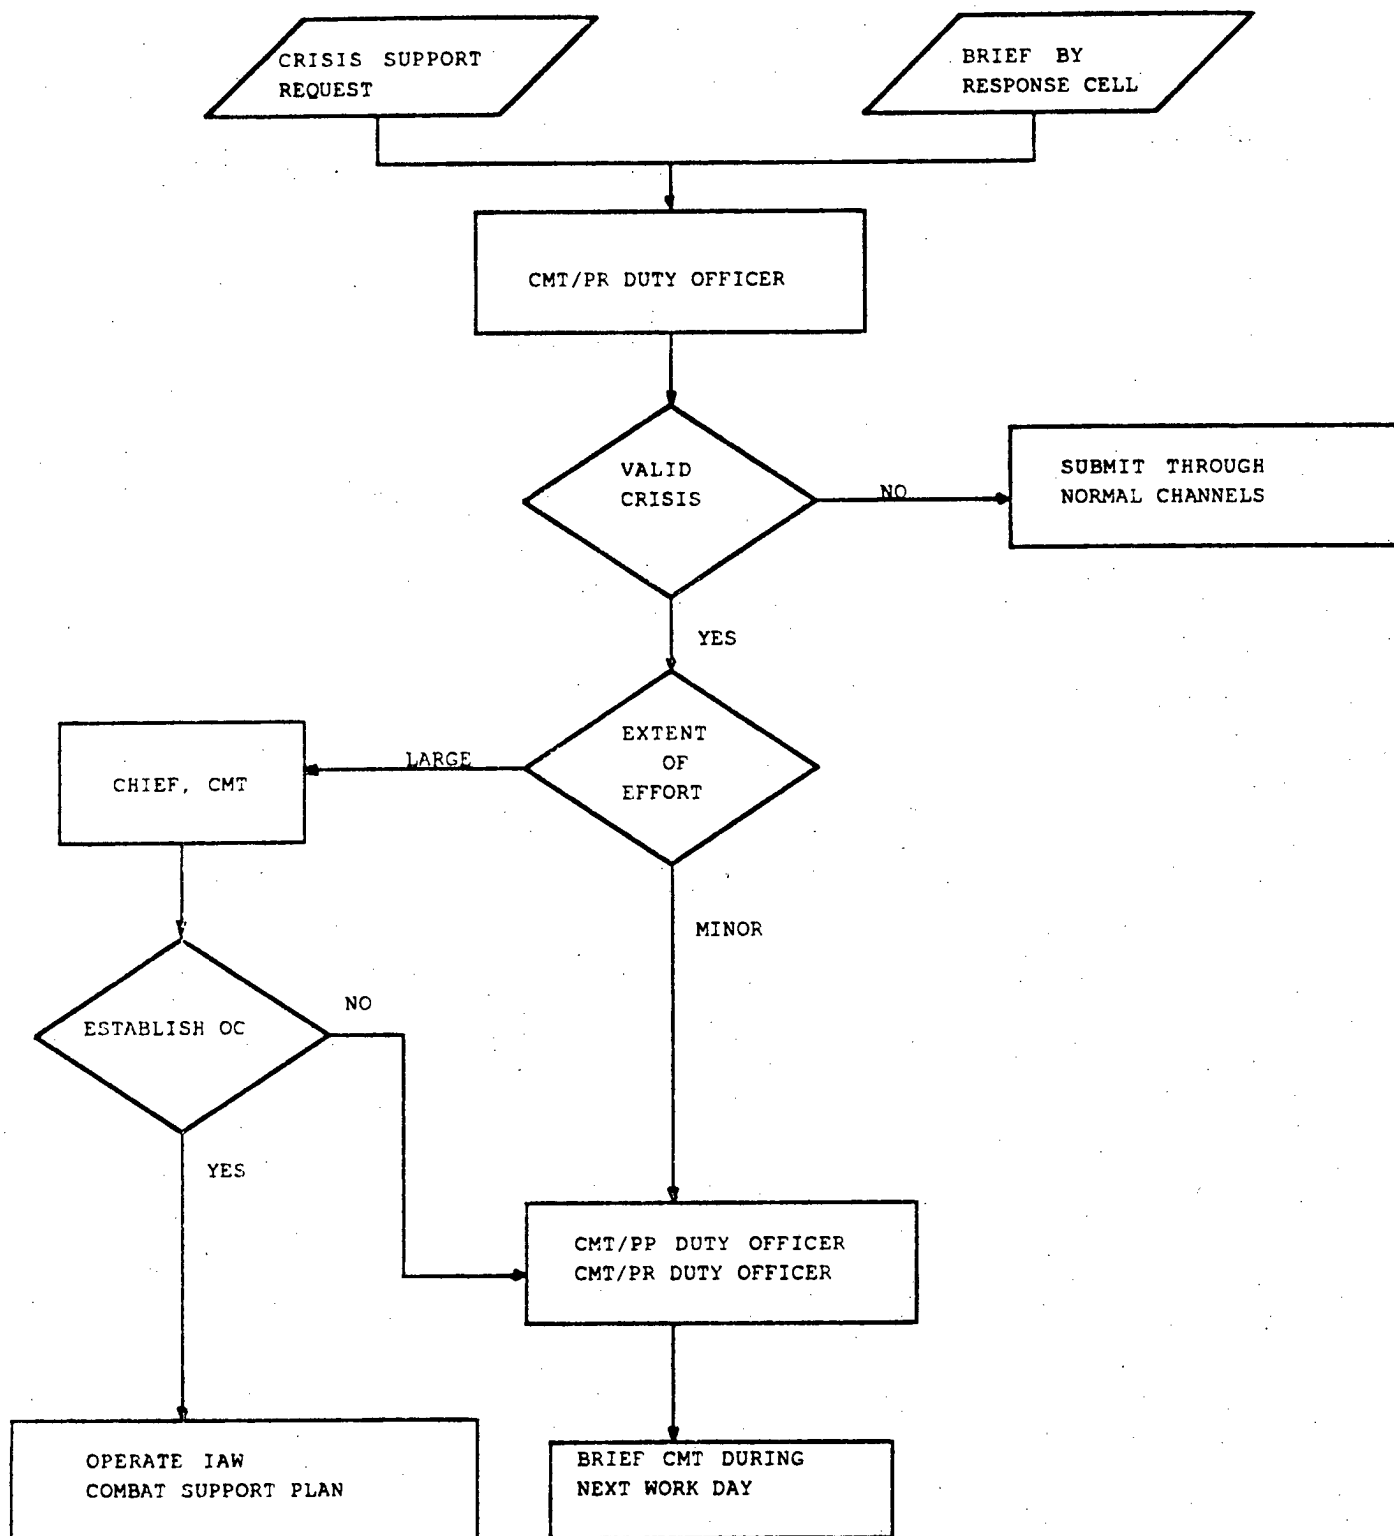 CRISIS SUPPORT
REQUEST
BRIEF BY
RESPONSE CELL
CMT/PR DUTY OFFICER
VALID
CRISIS
NO
SUBMIT THROUGH
NORMAL CHANNELS
YES
EXTENT
OF
EFFORT
LARGE
CHIEF, CMT
MINOR
NO
ESTABLISH OC
YES
CMT/PP DUTY OFFICER
CMT/PR DUTY OFFICER
OPERATE IAW
COMBAT SUPPORT PLAN
BRIEF CMT DURING
NEXT WORK DAY